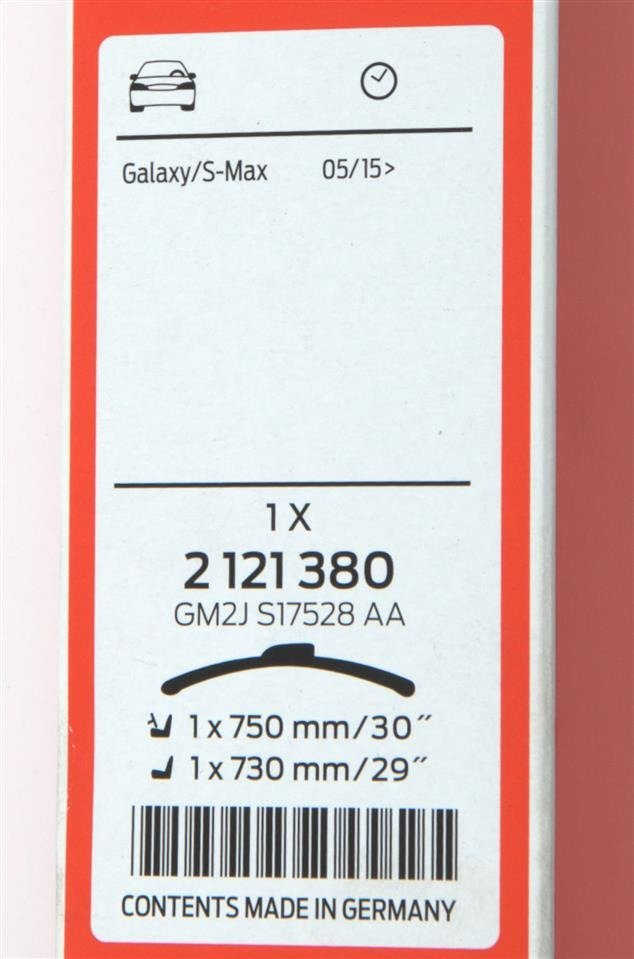 Galaxy/S-Max 05/15>
1 X
2 121 380
GM2J S17528 AA
1 x 750 mm/30″
1 x 730 mm/29″
CONTENTS MADE IN GERMANY